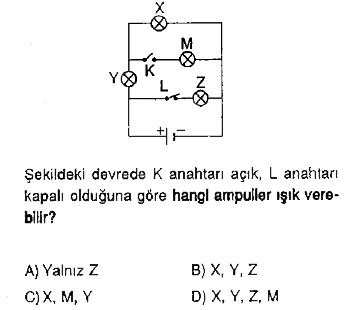 X
M
K
Y
L
Z
+ −
Şekildeki devrede K anahtarı açık, L anahtarı
kapalı olduğuna göre hangi ampuller ışık vere-
bilir?
A) Yalnız Z
B) X, Y, Z
C) X, M, Y
D) X, Y, Z, M